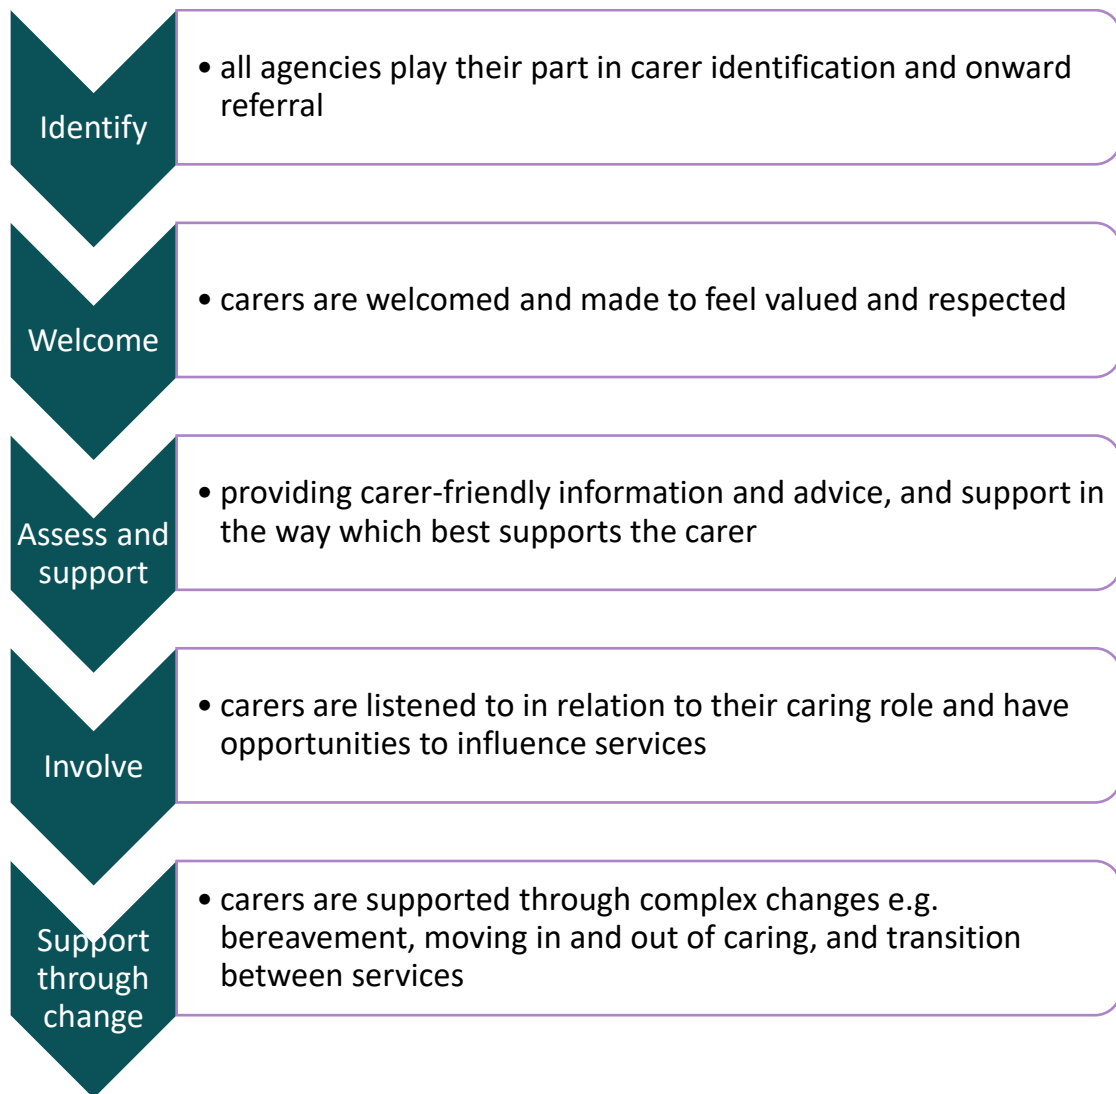 Identify
• all agencies play their part in carer identification and onward
referral
Welcome
• carers are welcomed and made to feel valued and respected
Assess and
support
• providing carer-friendly information and advice, and support in
the way which best supports the carer
Involve
• carers are listened to in relation to their caring role and have
opportunities to influence services
Support
through
change
• carers are supported through complex changes e.g.
bereavement, moving in and out of caring, and transition
between services